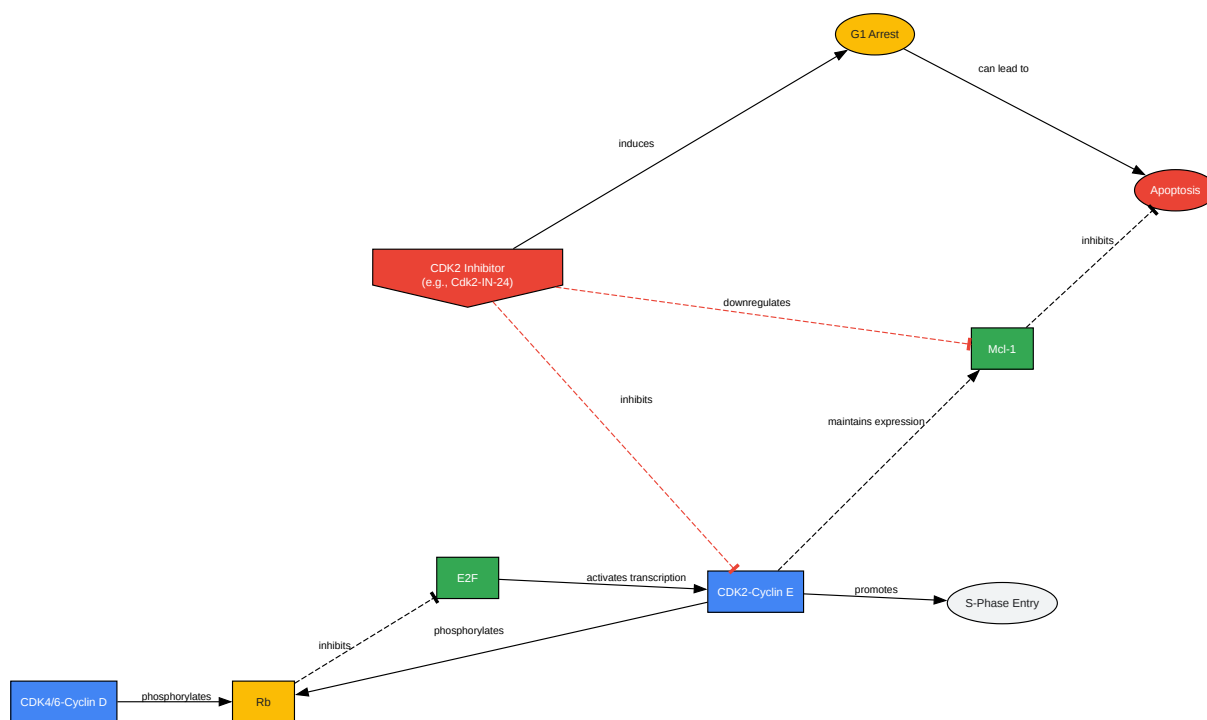 G1 Arrest
can lead to
induces
Apoptosis
inhibits
CDK2 Inhibitor
(e.g., Cdk2-IN-24)
downregulates
Mcl-1
inhibits
maintains expression
E2F
activates transcription
CDK2-Cyclin E
promotes
S-Phase Entry
phosphorylates
inhibits
CDK4/6-Cyclin D
phosphorylates
Rb